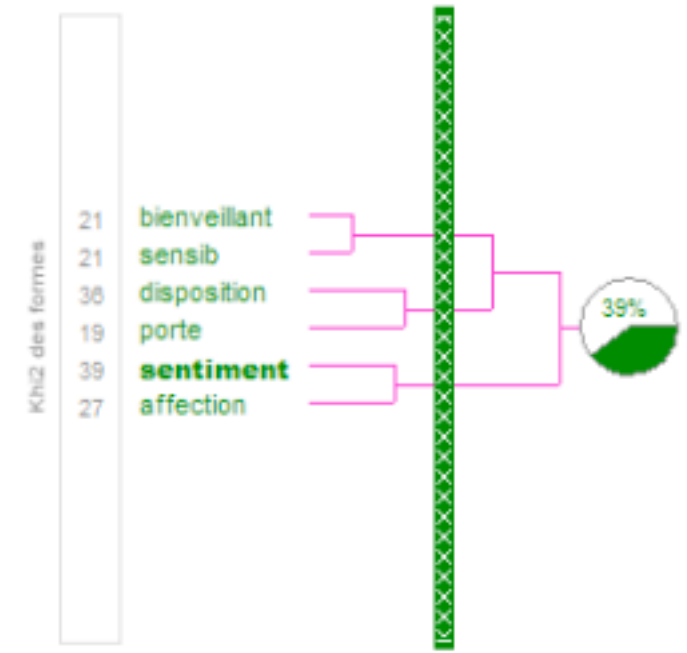 Khi2 des formes
21 bienveillant
21 sensib
36 disposition
19 porte
39 sentiment
27 affection
39%